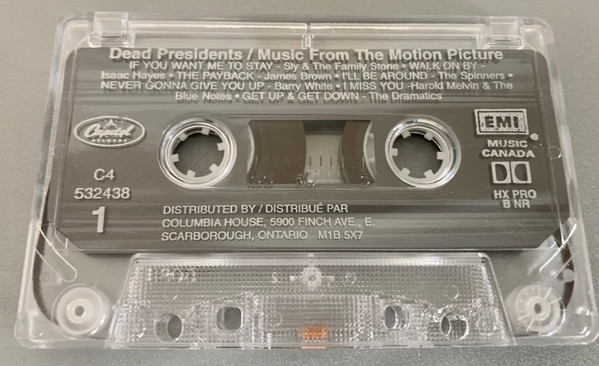 Dead Presidents / Music From The Motion Picture
IF YOU WANT ME TO STAY - Sly & The Family Stone • WALK ON BY -
Isaac Hayes • THE PAYBACK - James Brown • I'LL BE AROUND - The Spinners •
NEVER GONNA GIVE YOU UP - Barry White • I MISS YOU -Harold Melvin & The
Blue Notes • GET UP & GET DOWN - The Dramatics
Capitol
C4
532438
1
EMI
MUSIC
CANADA
HX PRO
B NR
DISTRIBUTED BY / DISTRIBUÉ PAR
COLUMBIA HOUSE, 5900 FINCH AVE., E.
SCARBOROUGH, ONTARIO M1B 5X7